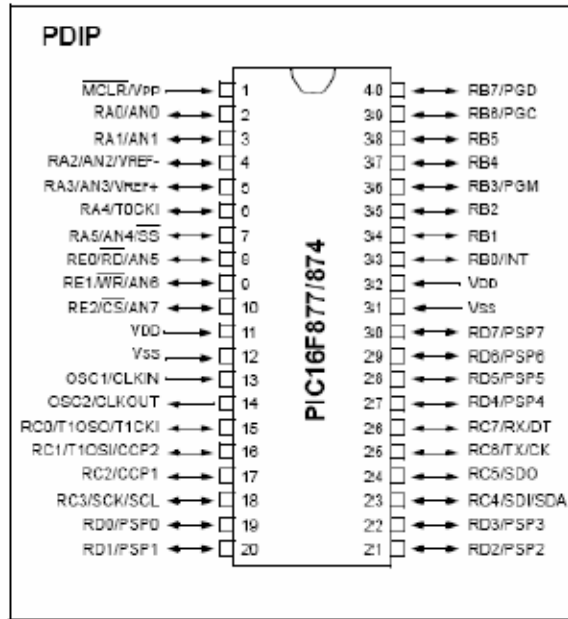 PDIP
MCLR/VPP 1
RA0/AN0 2
RA1/AN1 3
RA2/AN2/VREF- 4
RA3/AN3/VREF+ 5
RA4/T0CKI 6
RA5/AN4/SS 7
RE0/RD/AN5 8
RE1/WR/AN6 9
RE2/CS/AN7 10
VDD 11
VSS 12
OSC1/CLKIN 13
OSC2/CLKOUT 14
RC0/T1OSO/T1CKI 15
RC1/T1OSI/CCP2 16
RC2/CCP1 17
RC3/SCK/SCL 18
RD0/PSP0 19
RD1/PSP1 20
PIC16F877/874
40 RB7/PGD
39 RB6/PGC
38 RB5
37 RB4
36 RB3/PGM
35 RB2
34 RB1
33 RB0/INT
32 VDD
31 VSS
30 RD7/PSP7
29 RD6/PSP6
28 RD5/PSP5
27 RD4/PSP4
26 RC7/RX/DT
25 RC6/TX/CK
24 RC5/SDO
23 RC4/SDI/SDA
22 RD3/PSP3
21 RD2/PSP2